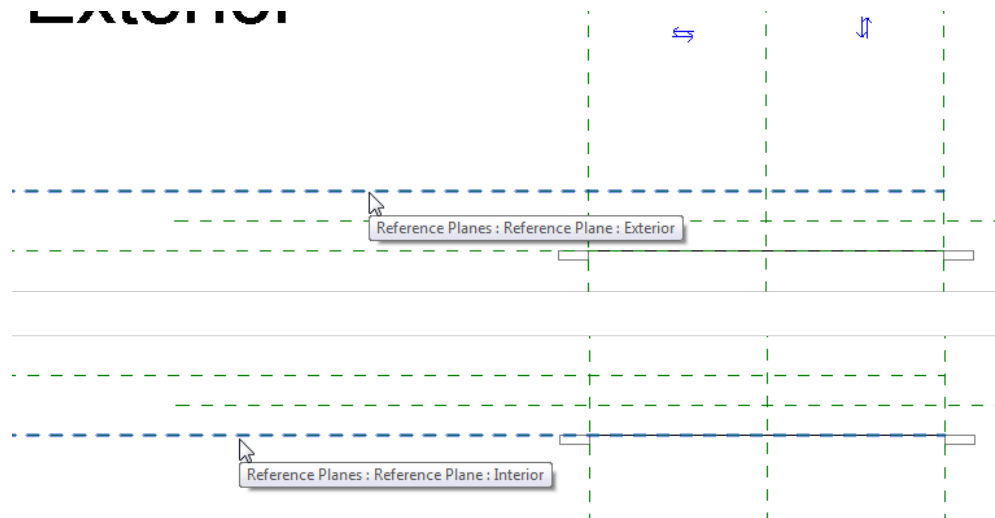 Exterior
Reference Planes : Reference Plane : Exterior
Reference Planes : Reference Plane : Interior